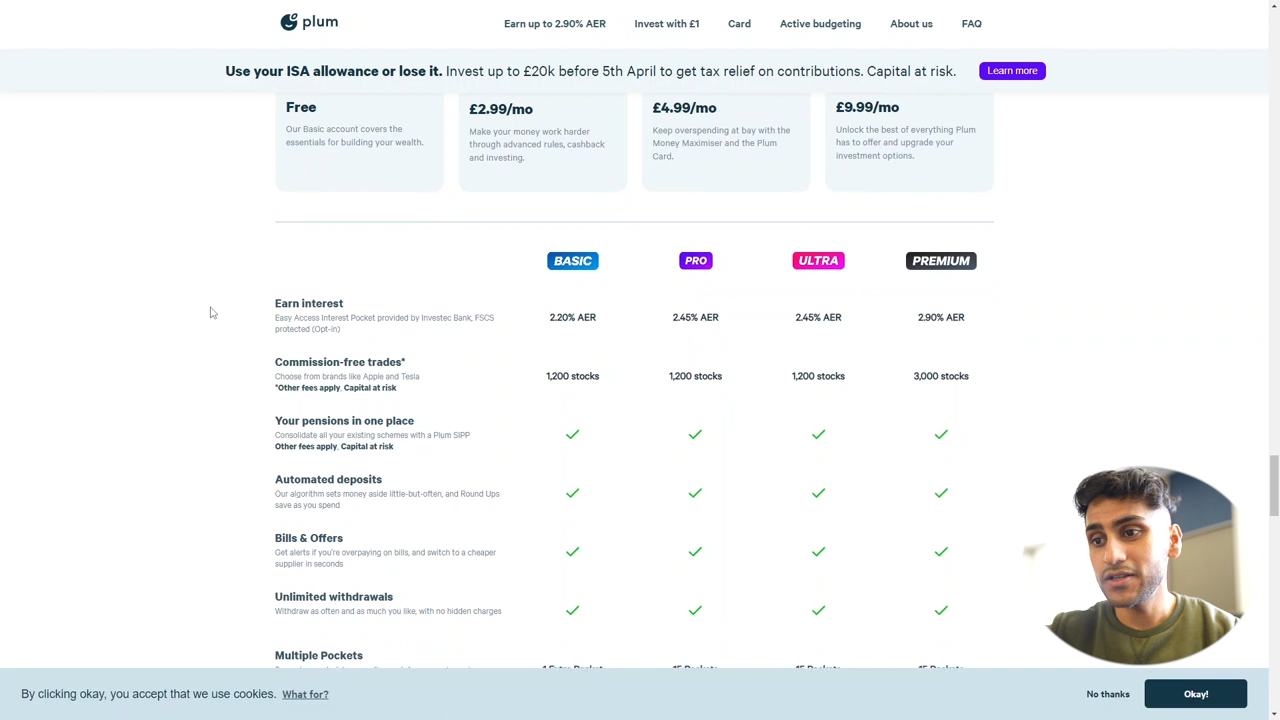 plum
Earn up to 2.90% AER
Invest with £1
Card
Active budgeting
About us
FAQ
Use your ISA allowance or lose it. Invest up to £20k before 5th April to get tax relief on contributions. Capital at risk.
Learn more
Free
Our Basic account covers the
essentials for building your wealth.
£2.99/mo
Make your money work harder
through advanced rules, cashback
and investing.
£4.99/mo
Keep overspending at bay with the
Money Maximiser and the Plum
Card.
£9.99/mo
Unlock the best of everything Plum
has to offer and upgrade your
investment options.
BASIC
PRO
ULTRA
PREMIUM
Earn interest
Easy Access Interest Pocket provided by Investec Bank, FSCS
protected (Opt-in)
2.20% AER
2.45% AER
2.45% AER
2.90% AER
Commission-free trades*
Choose from brands like Apple and Tesla
*Other fees apply. Capital at risk
1,200 stocks
1,200 stocks
1,200 stocks
3,000 stocks
Your pensions in one place
Consolidate all your existing schemes with a Plum SIPP
Other fees apply. Capital at risk
Automated deposits
Our algorithm sets money aside little-but-often, and Round Ups
save as you spend
Bills & Offers
Get alerts if you're overpaying on bills, and switch to a cheaper
supplier in seconds
Unlimited withdrawals
Withdraw as often and as much you like, with no hidden charges
Multiple Pockets
By clicking okay, you accept that we use cookies. What for?
No thanks
Okay!